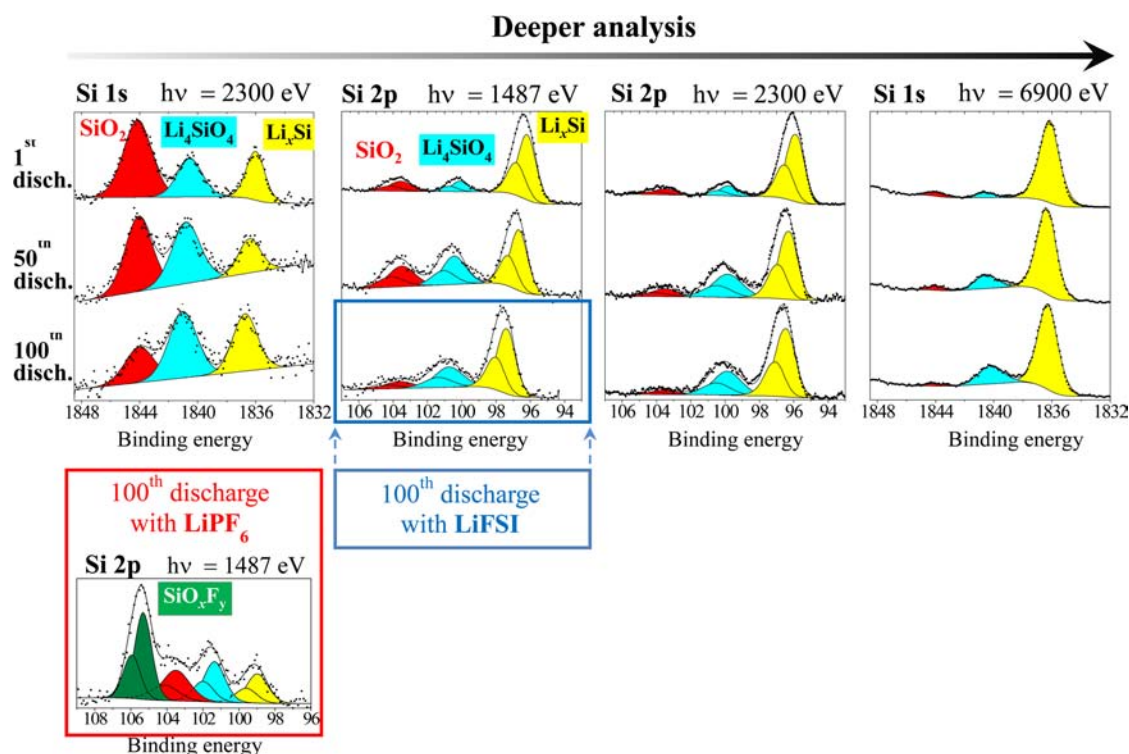 Deeper analysis
Si 1s hν = 2300 eV
Si 2p hν = 1487 eV
Si 2p hν = 2300 eV
Si 1s hν = 6900 eV
SiO₂ Li₄SiO₄ LiₓSi
SiO₂ Li₄SiO₄ LiₓSi
1st
disch.
50th
disch.
100th
disch.
1848 1844 1840 1836 1832
106 104 102 100 98 96 94
106 104 102 100 98 96 94
1848 1844 1840 1836 1832
Binding energy
Binding energy
Binding energy
Binding energy
100th discharge
with LiPF₆
100th discharge
with LiFSI
Si 2p hν = 1487 eV
SiOₓFᵧ
108 106 104 102 100 98 96
Binding energy